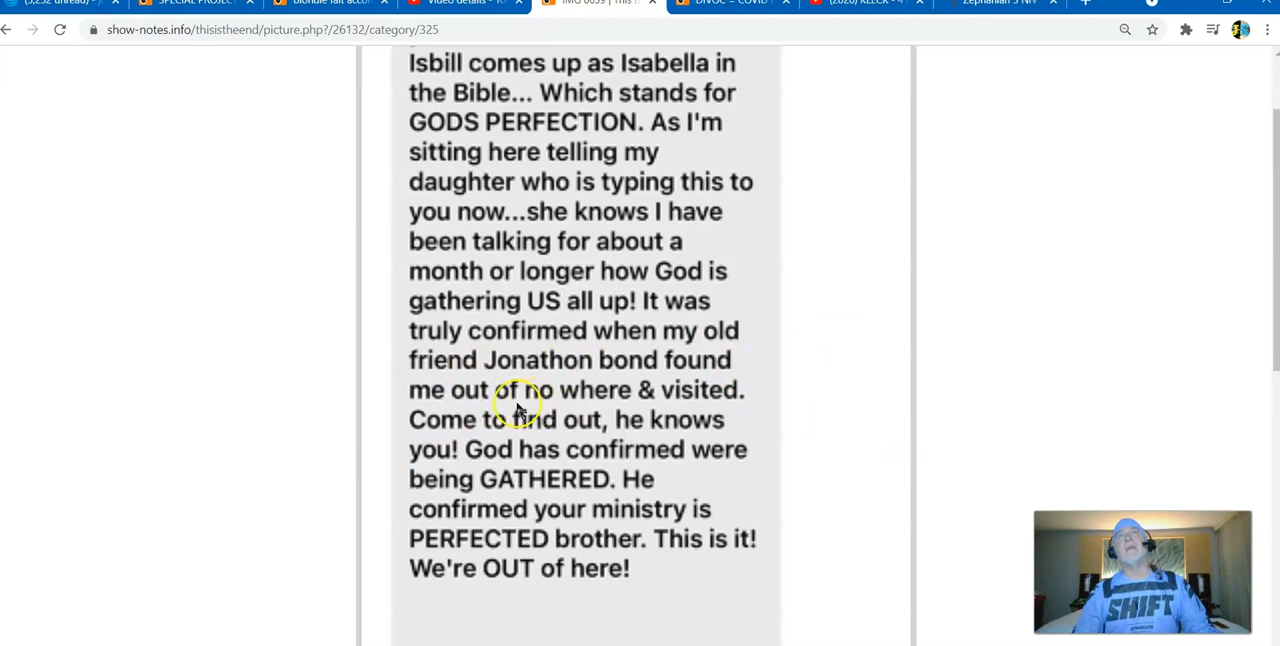 show-notes.info/thisistheend/picture.php?/26132/category/325
Isbill comes up as Isabella in
the Bible... Which stands for
GODS PERFECTION. As I'm
sitting here telling my
daughter who is typing this to
you now...she knows I have
been talking for about a
month or longer how God is
gathering US all up! It was
truly confirmed when my old
friend Jonathon bond found
me out of no where & visited.
Come to find out, he knows
you! God has confirmed were
being GATHERED. He
confirmed your ministry is
PERFECTED brother. This is it!
We're OUT of here!
SHIFT